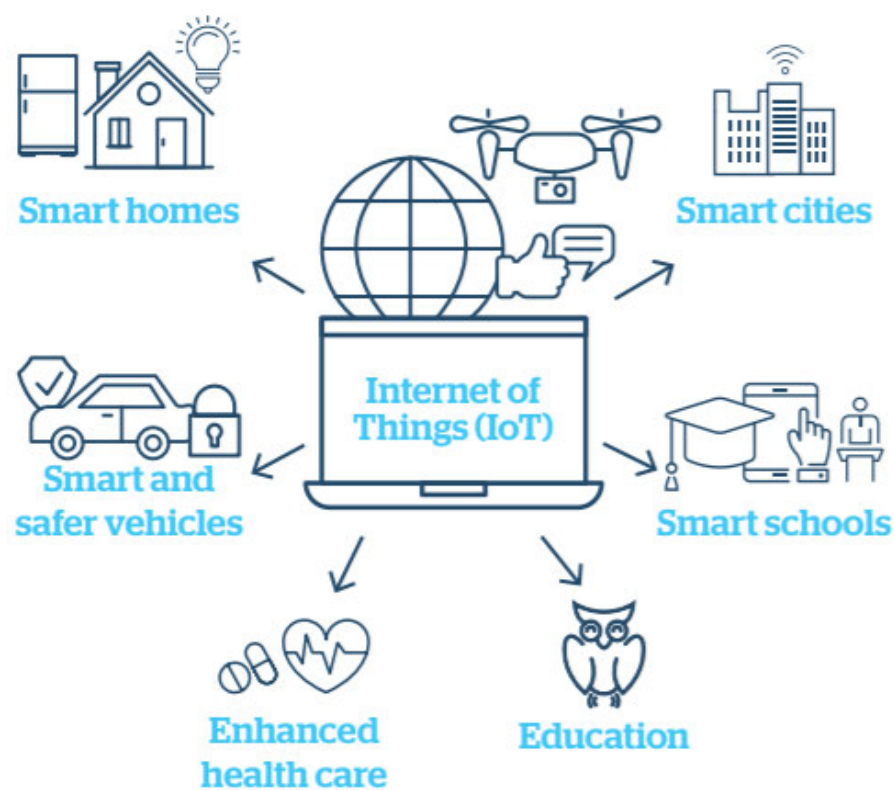 Smart homes
Smart cities
Internet of
Things (IoT)
Smart and
safer vehicles
Smart schools
Enhanced
health care
Education